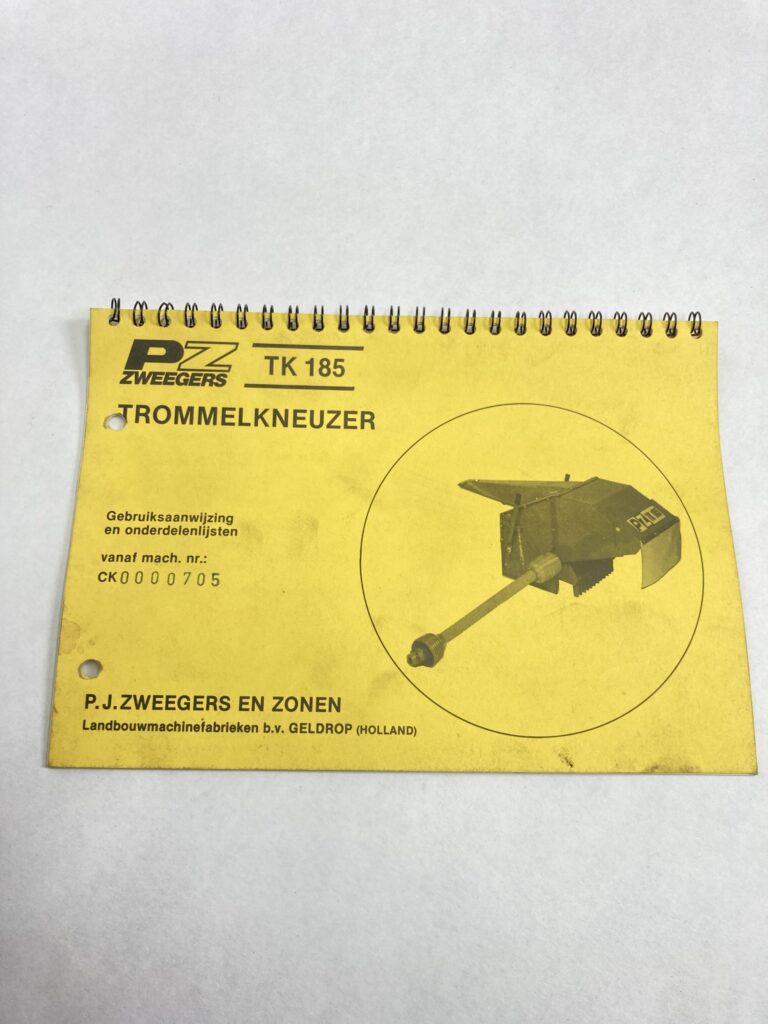 PZ
ZWEEGERS
TK 185
TROMMELKNEUZER
Gebruiksaanwijzing
en onderdelenlijsten
vanaf mach. nr.:
CK0000705
P.J.ZWEEGERS EN ZONEN
Landbouwmachinefabrieken b.v. GELDROP (HOLLAND)